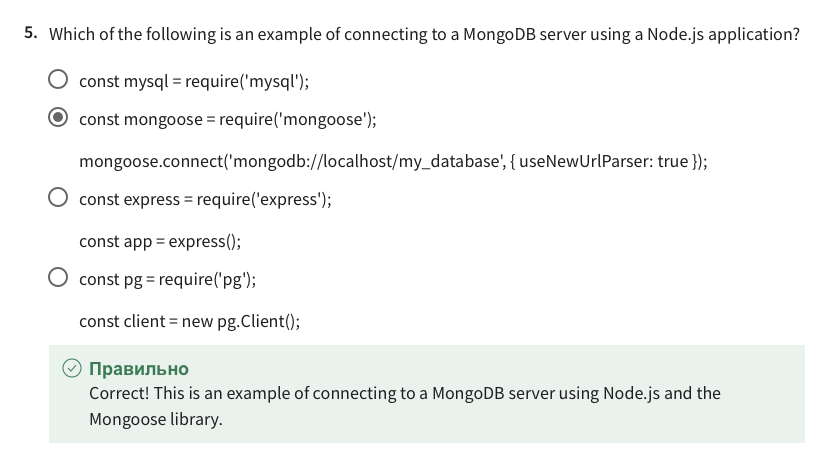 5. Which of the following is an example of connecting to a MongoDB server using a Node.js application?
const mysql = require('mysql');
const mongoose = require('mongoose');
mongoose.connect('mongodb://localhost/my_database', { useNewUrlParser: true });
const express = require('express');
const app = express();
const pg = require('pg');
const client = new pg.Client();
Правильно
Correct! This is an example of connecting to a MongoDB server using Node.js and the
Mongoose library.